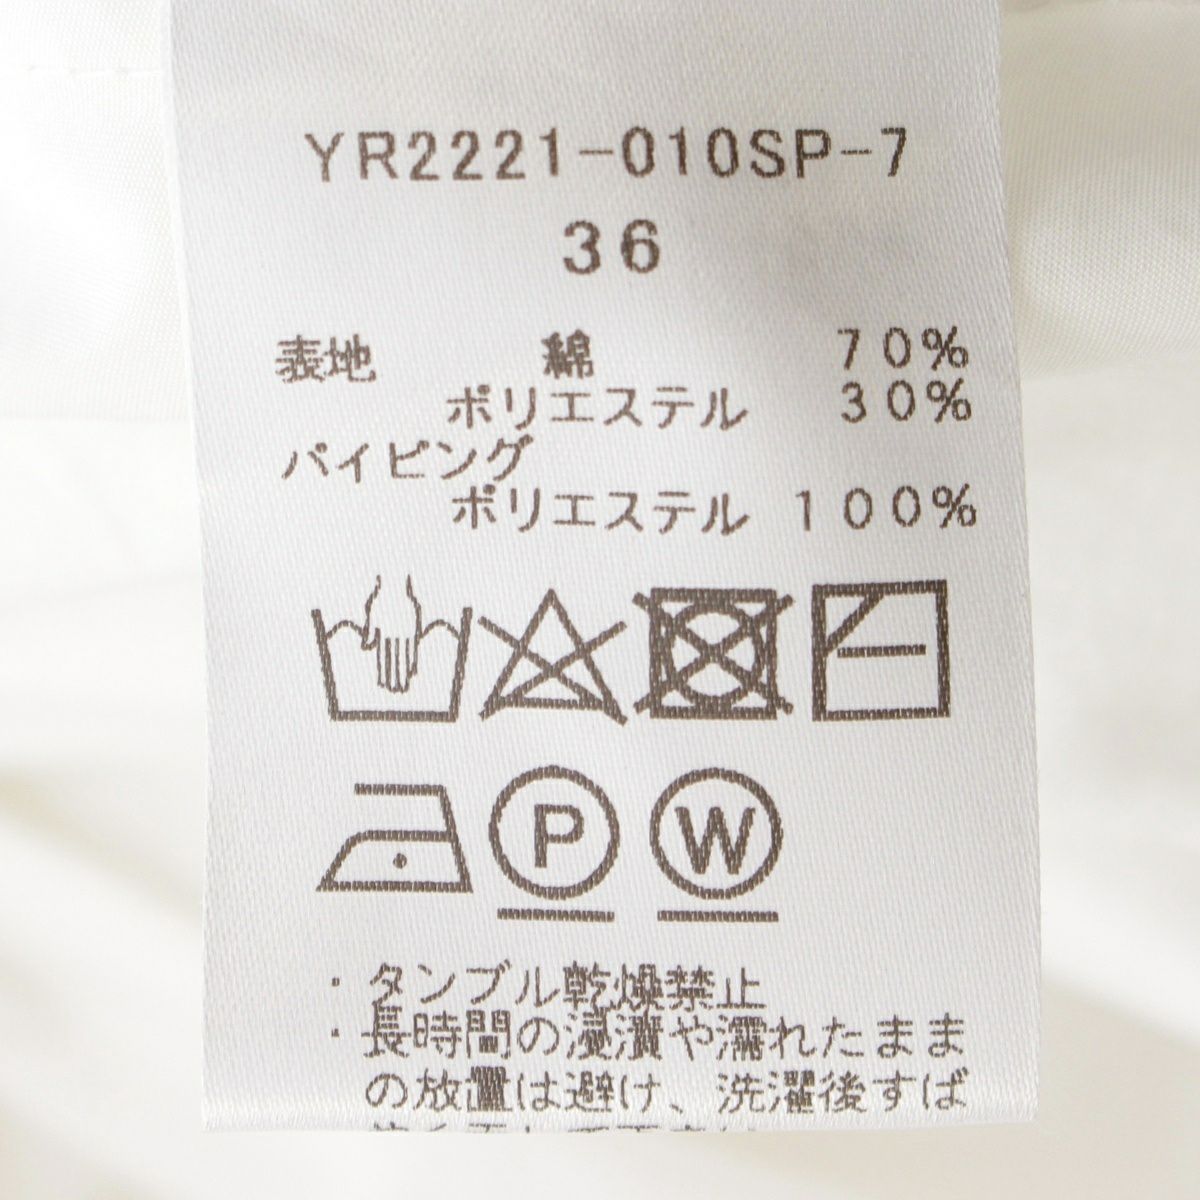 YR2221-010SP-7
36
表地 綿 70%
ポリエステル 30%
パイピング
ポリエステル 100%
P W
・タンブル乾燥禁止
・長時間の浸漬や濡れたまま
の放置は避け、洗濯後すば